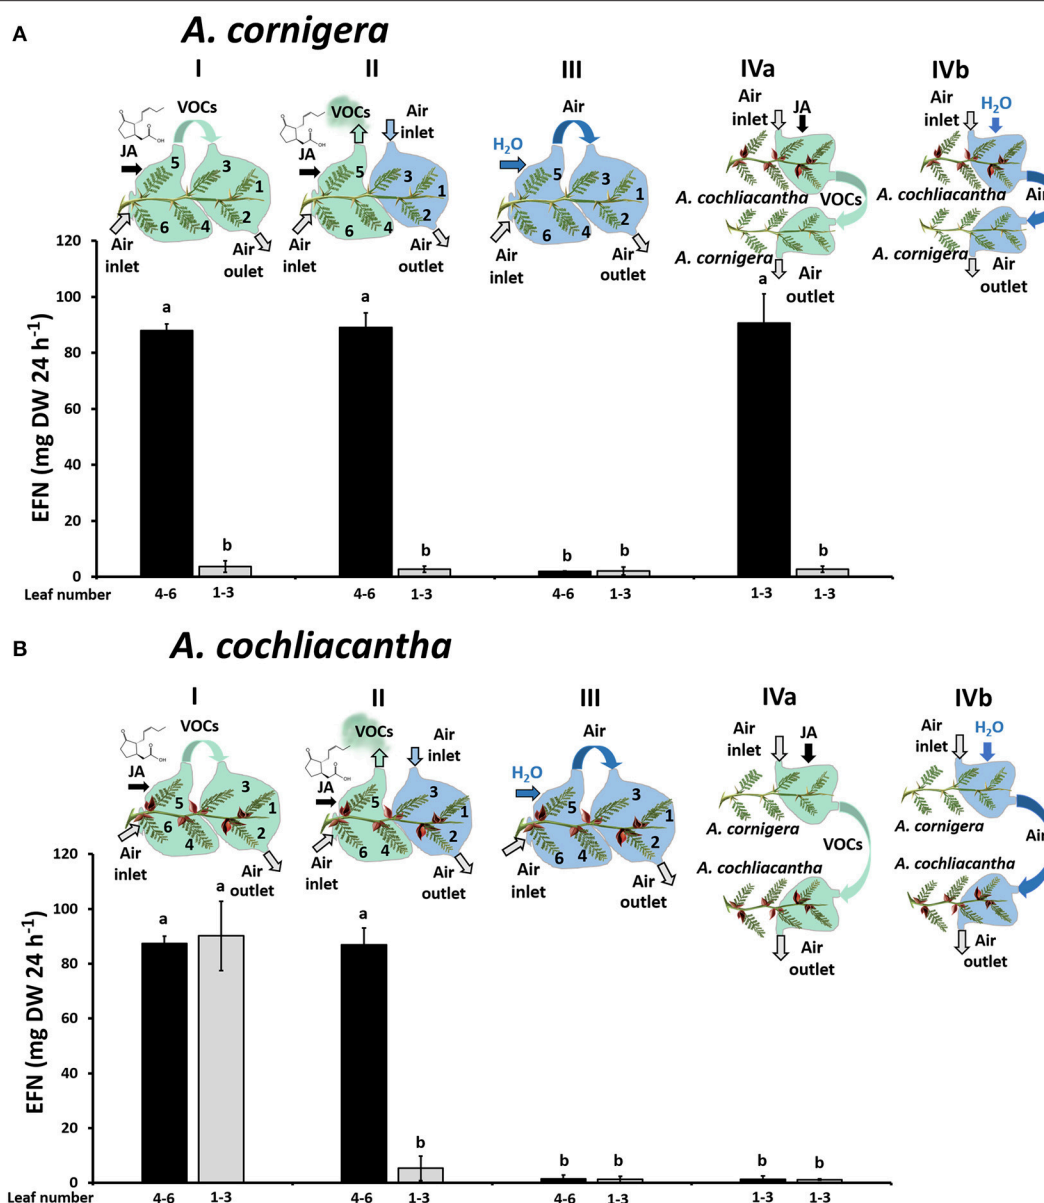 A
A. cornigera
I
II
III
IVa
IVb
VOCs
JA
5
3
1
2
4
6
Air
inlet
Air
oulet
VOCs
Air
inlet
JA
5
3
1
2
4
6
Air
inlet
Air
outlet
Air
H2O
5
3
1
2
4
6
Air
inlet
Air
outlet
Air
inlet
JA
A. cochliacantha
VOCs
A. cornigera
Air
outlet
Air
inlet
H2O
A. cochliacantha
Air
A. cornigera
Air
outlet
EFN (mg DW 24 h-1)
120
100
80
60
40
20
0
a
b
a
b
b
b
a
b
Leaf number
4-6
1-3
4-6
1-3
4-6
1-3
1-3
1-3
B
A. cochliacantha
I
II
III
IVa
IVb
VOCs
O
OH
JA
5
3
1
2
4
6
Air
inlet
Air
outlet
VOCs
Air
inlet
O
OH
JA
5
3
1
2
6
4
Air
inlet
Air
outlet
Air
H2O
5
3
1
2
6
4
Air
inlet
Air
outlet
Air
inlet
JA
A. cornigera
VOCs
A. cochliacantha
Air
outlet
Air
inlet
H2O
A. cornigera
Air
A. cochliacantha
Air
outlet
EFN (mg DW 24 h-1)
120
100
80
60
40
20
0
a
a
a
b
b
b
b
b
Leaf number
4-6
1-3
4-6
1-3
4-6
1-3
1-3
1-3